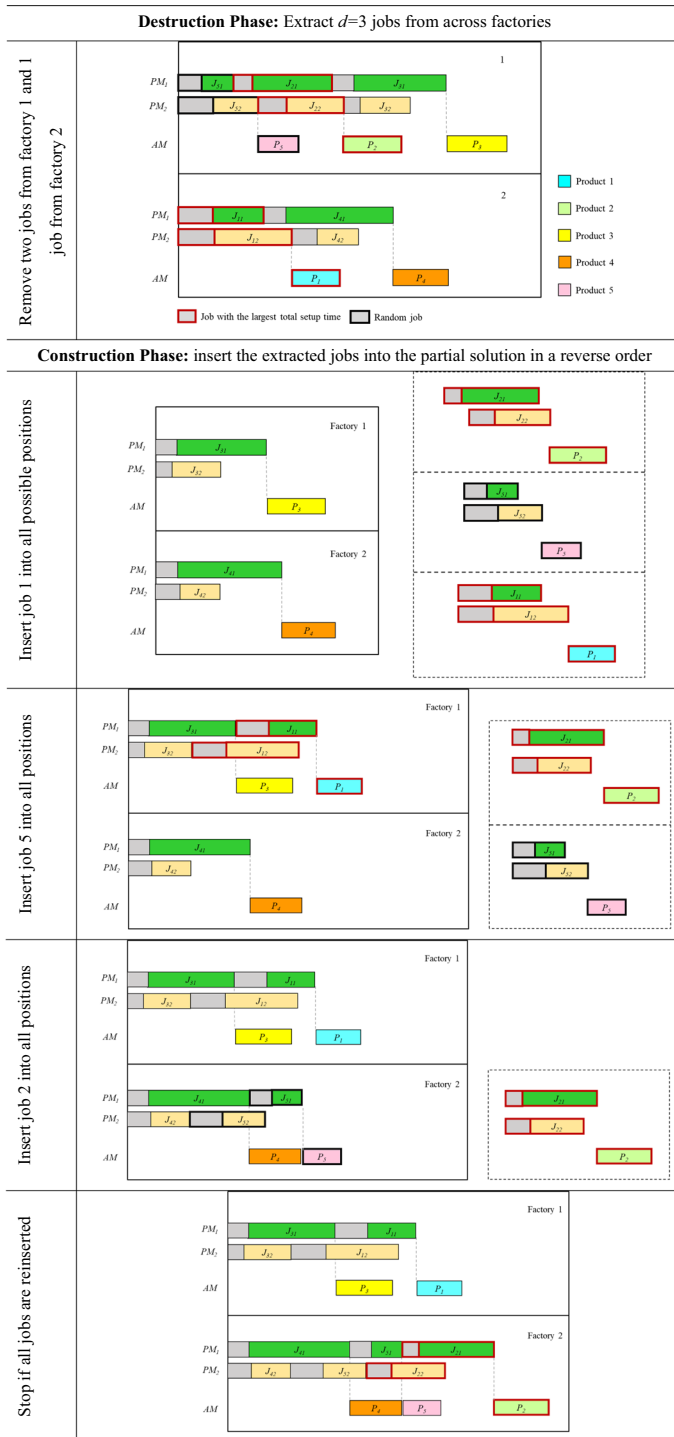 Destruction Phase: Extract d=3 jobs from across factories
Remove two jobs from factory 1 and 1
job from factory 2
1
PM1 J51 J21 J31
PM2 J52 J22 J32
AM P5 P2 P3
2
PM1 J11 J41
PM2 J12 J42
AM P1 P4
Product 1
Product 2
Product 3
Product 4
Product 5
Job with the largest total setup time
Random job
Construction Phase: insert the extracted jobs into the partial solution in a reverse order
Insert job 1 into all possible positions
Factory 1
PM1 J31
PM2 J32
AM P3
Factory 2
PM1 J41
PM2 J42
AM P4
J21
J22
P2
J51
J52
P5
J11
J12
P1
Insert job 5 into all positions
Factory 1
PM1 J31 J11
PM2 J32 J12
AM P3 P1
Factory 2
PM1 J41
PM2 J42
AM P4
J21
J22
P2
J51
J52
P5
Insert job 2 into all positions
Factory 1
PM1 J31 J11
PM2 J32 J12
AM P3 P1
Factory 2
PM1 J41 J51
PM2 J42 J52
AM P4 P5
J21
J22
P2
Stop if all jobs are reinserted
Factory 1
PM1 J31 J11
PM2 J32 J12
AM P3 P1
Factory 2
PM1 J41 J51 J21
PM2 J42 J52 J22
AM P4 P5 P2